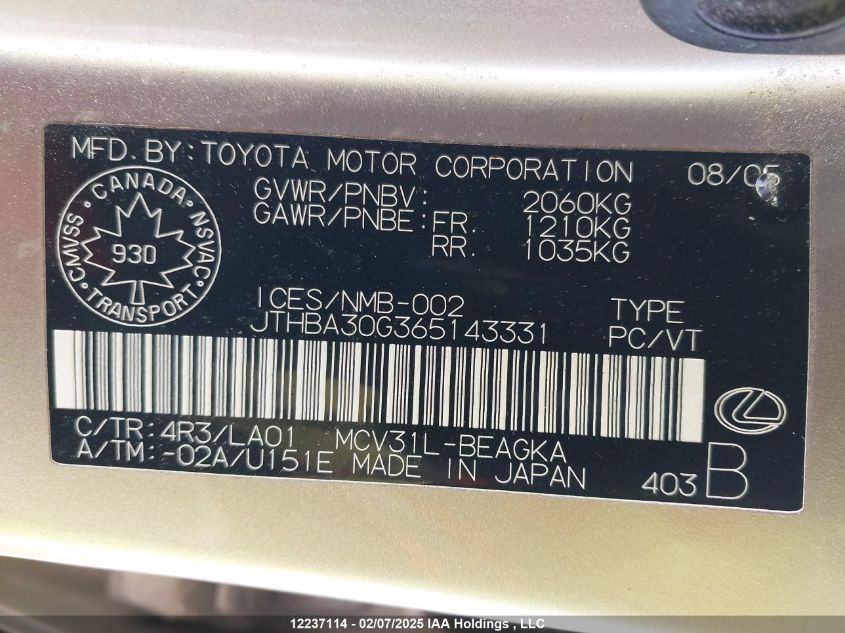 MFD. BY: TOYOTA MOTOR CORPORATION 08/05
GVWR/PNBV: 2060KG
GAWR/PNBE: FR. 1210KG
RR. 1035KG
CANADA
CMVSS NSVAC
930
TRANSPORT
ICES/NMB-002 TYPE
JTHBA30G365143331 PC/VT
C/TR: 4R3/LA01 MCV31L-BEAGKA
A/TM: -02A/U151E MADE IN JAPAN 403 B
12237114 - 02/07/2025 IAA Holdings , LLC